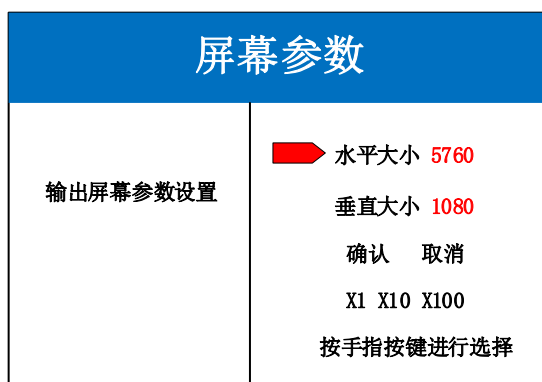 屏幕参数
输出屏幕参数设置
水平大小 5760
垂直大小 1080
确认 取消
X1 X10 X100
按手指按键进行选择